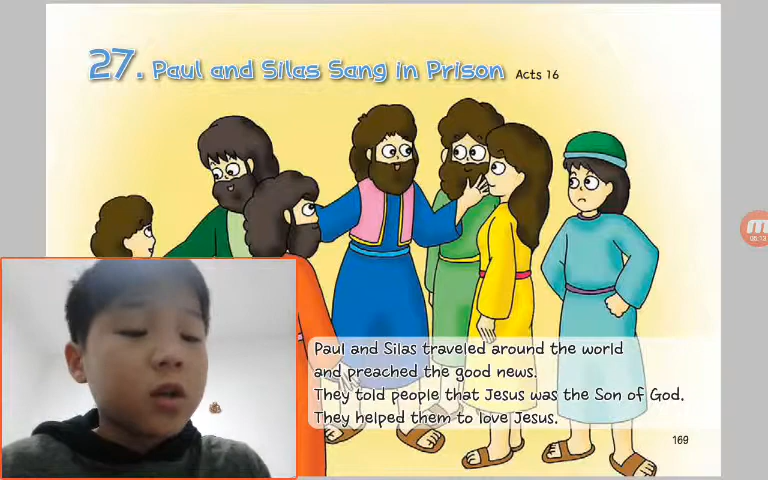 27. Paul and Silas Sang in Prison Acts 16
Paul and Silas traveled around the world
and preached the good news.
They told people that Jesus was the Son of God.
They helped them to love Jesus.
169
M
05:13